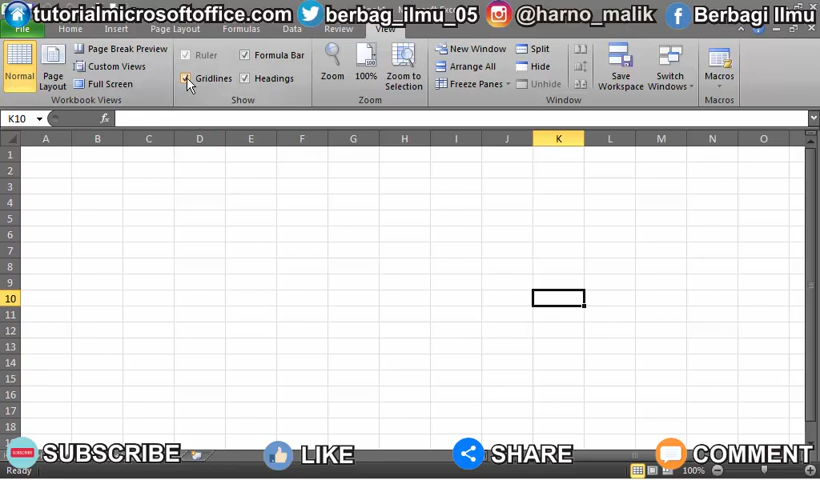 tutorialmicrosoftoffice.com berbag_ilmu_05 @harno_malik Berbagi Ilmu
File Home Insert Page Layout Formulas Data Review View
Normal Page Layout Page Break Preview Custom Views Full Screen
Workbook Views
Ruler Formula Bar
Gridlines Headings
Show
Zoom 100% Zoom to Selection
Zoom
New Window Arrange All Freeze Panes
Split Hide Unhide
Save Workspace Switch Windows
Window
Macros
Macros
K10 fx
A B C D E F G H I J K L M N O
1
2
3
4
5
6
7
8
9
10
11
12
13
14
15
16
17
SUBSCRIBE SUBSCRIBE LIKE SHARE COMMENT
Ready 100%